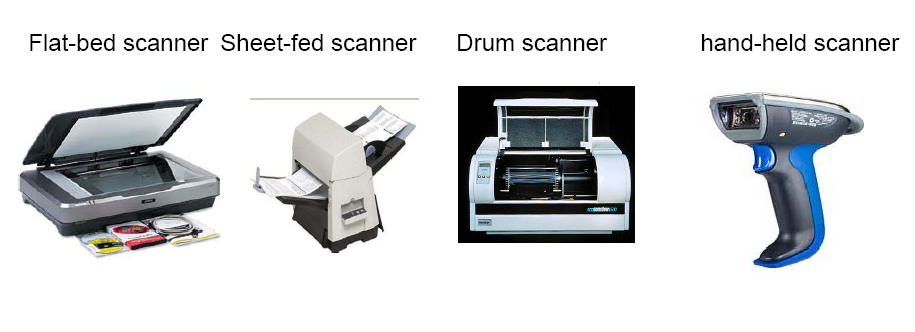 Flat-bed scanner
Sheet-fed scanner
Drum scanner
hand-held scanner